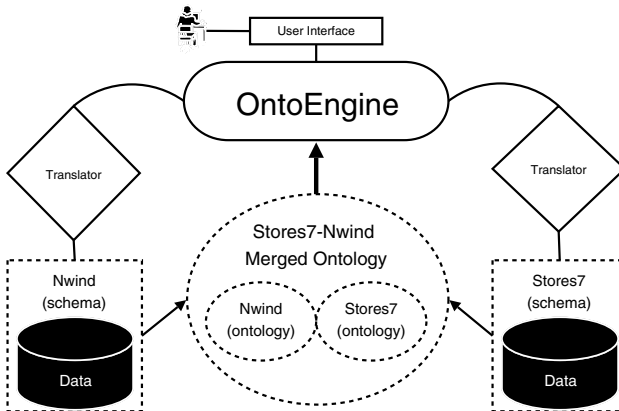 User Interface
OntoEngine
Translator
Translator
Stores7-Nwind
Merged Ontology
Nwind
(ontology)
Stores7
(ontology)
Nwind
(schema)
Data
Stores7
(schema)
Data